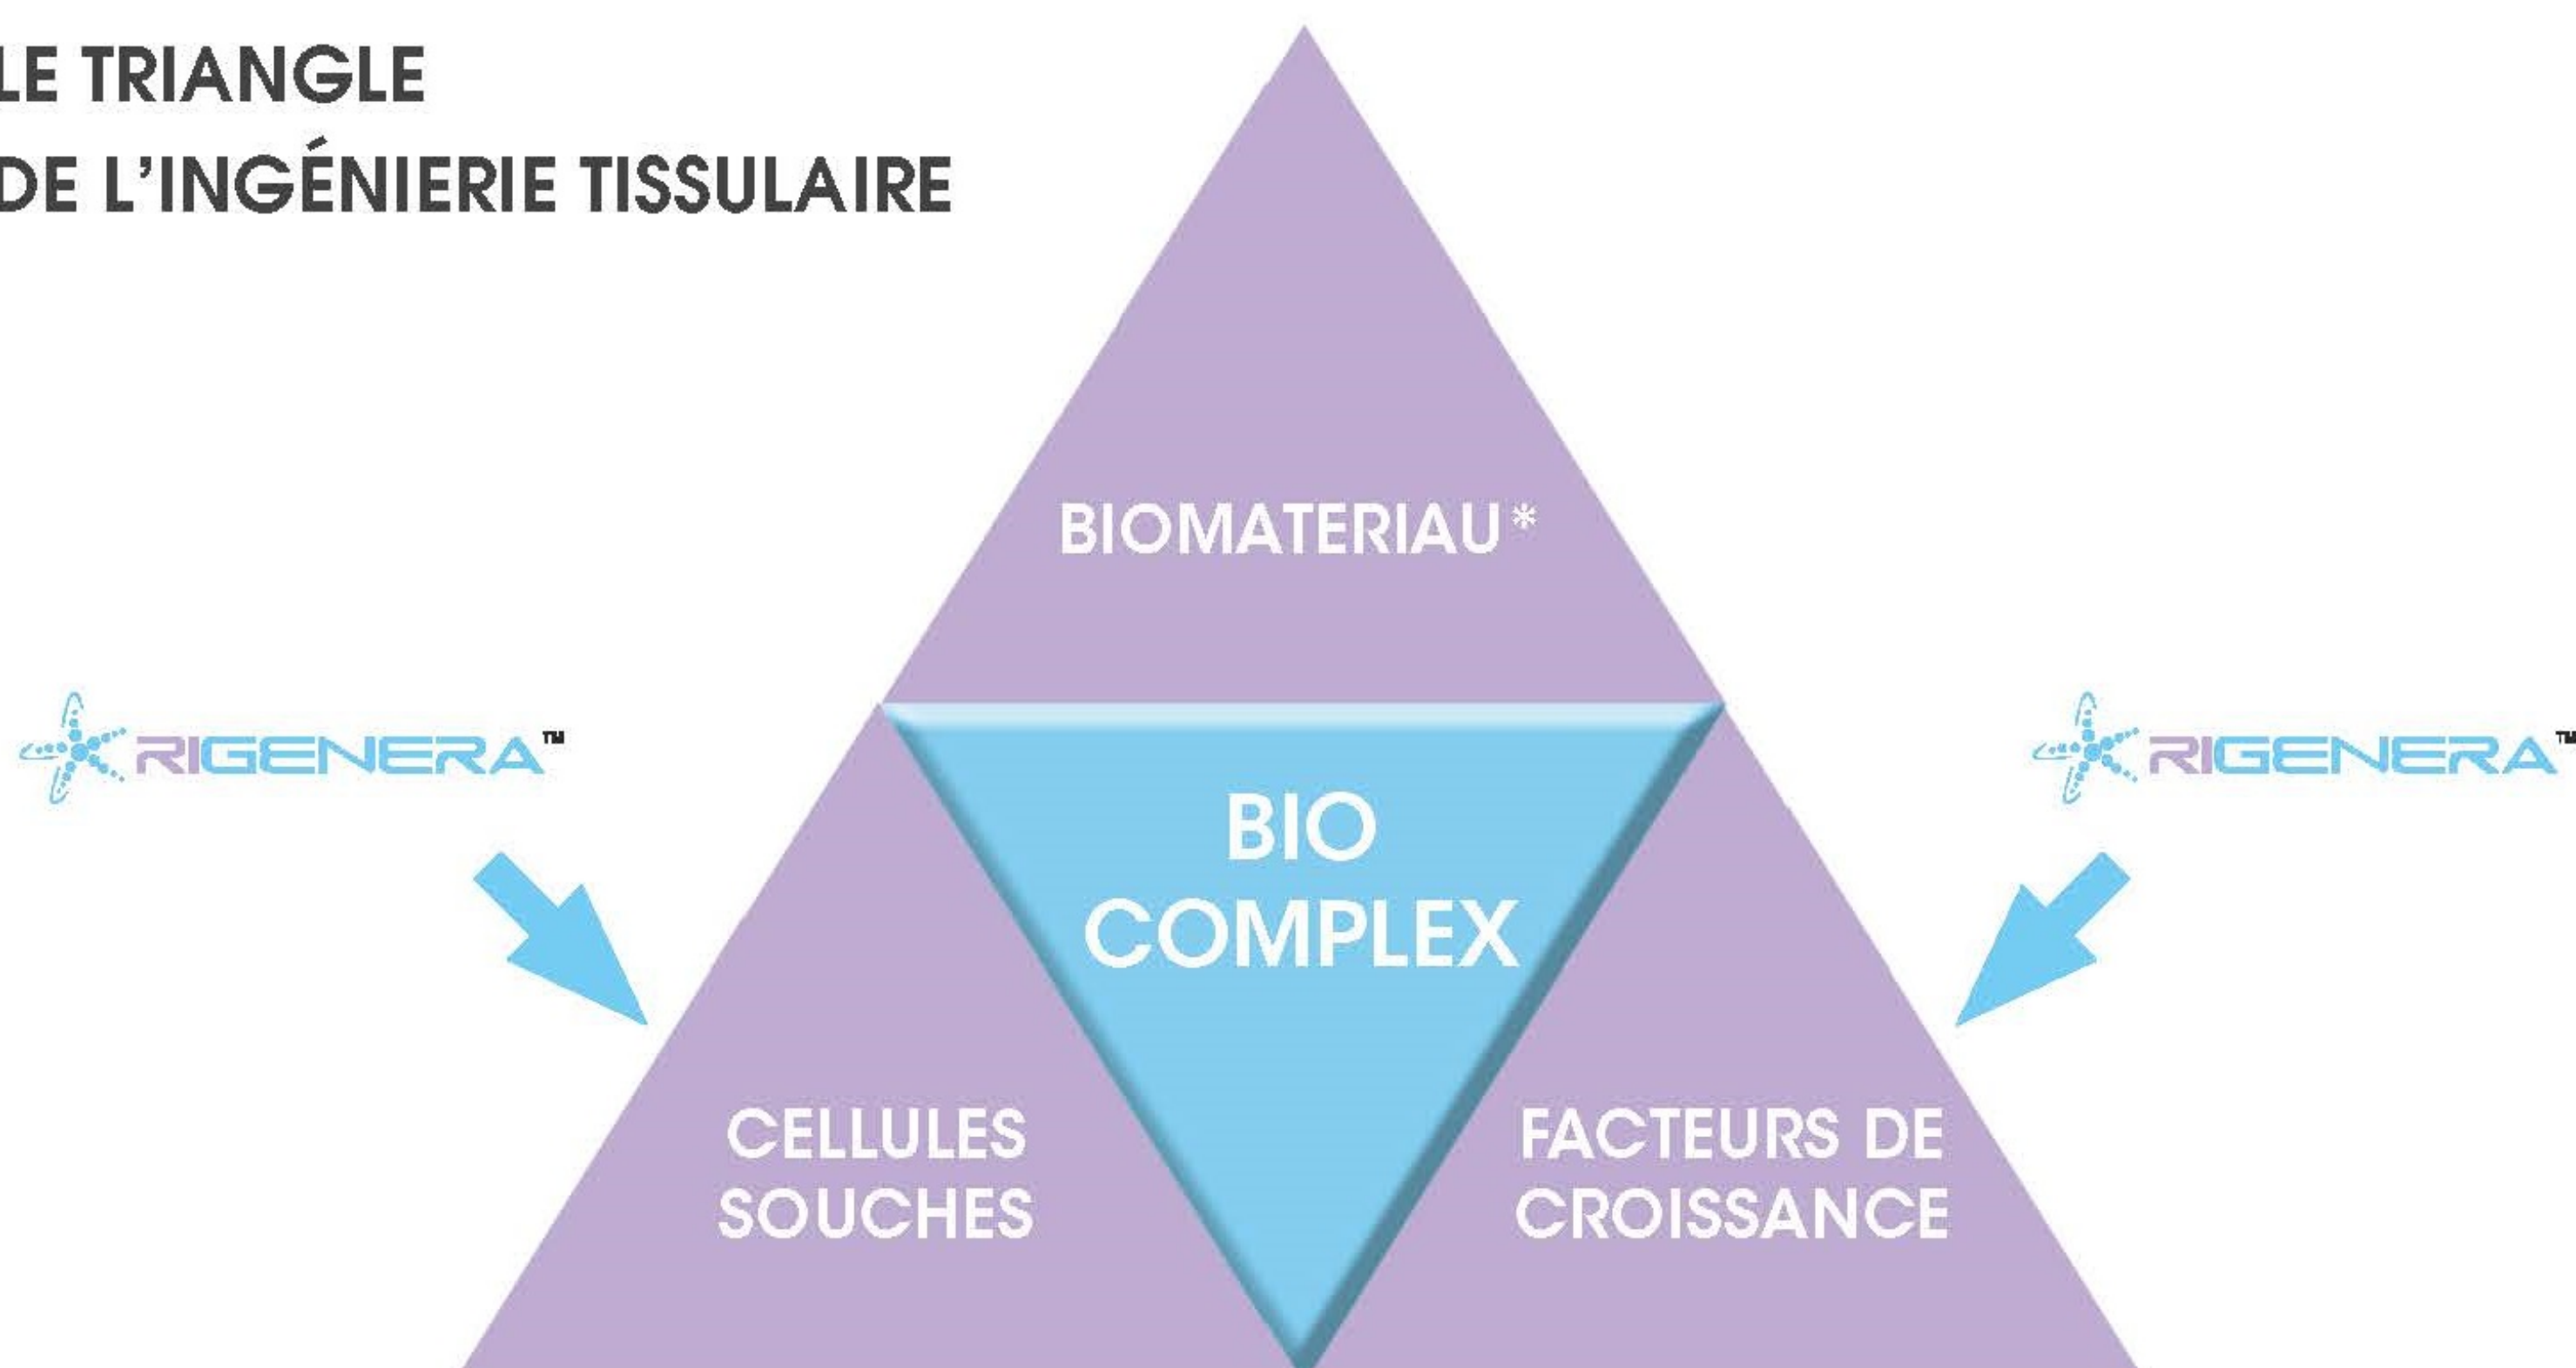 LE TRIANGLE
DE L'INGÉNIERIE TISSULAIRE
BIOMATERIAU*
RIGENERA™
RIGENERA™
BIO
COMPLEX
CELLULES
SOUCHES
FACTEURS DE
CROISSANCE